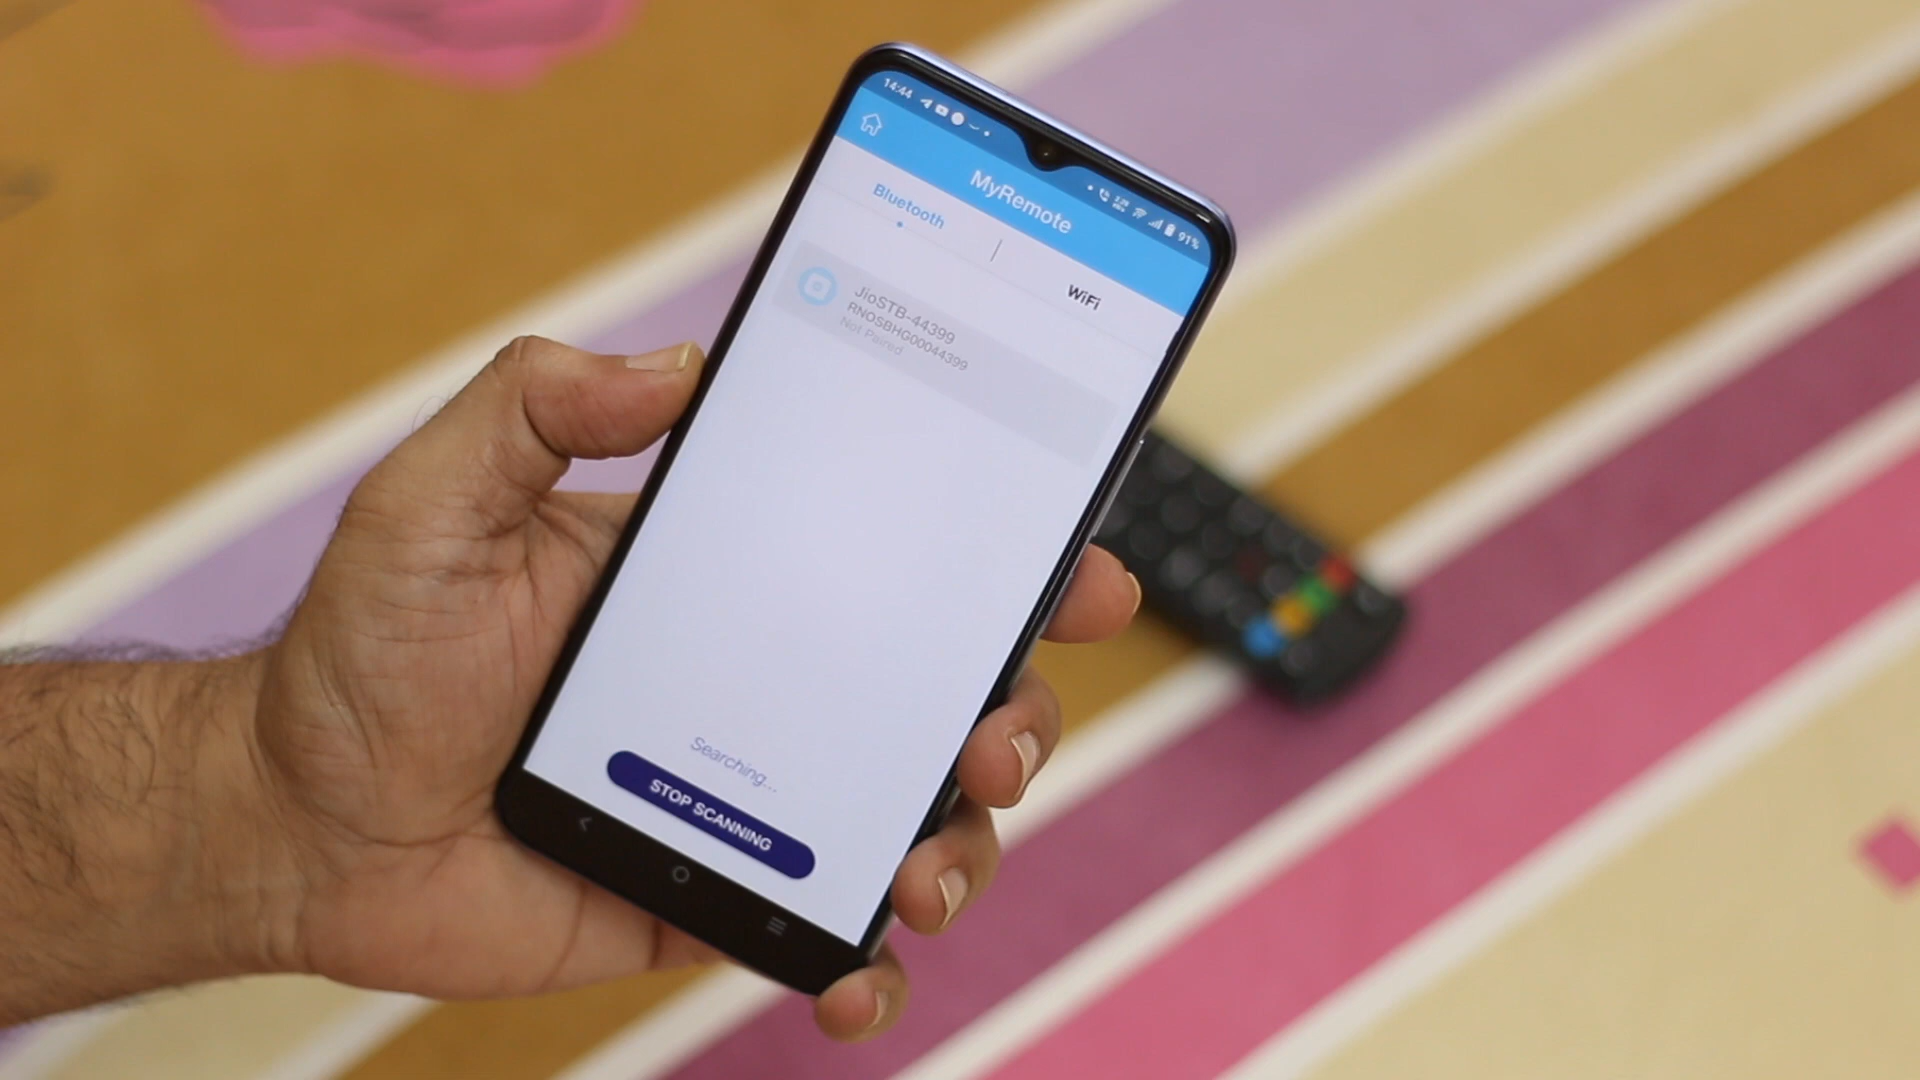 14:44
91%
MyRemote
Bluetooth
WiFi
JioSTB-44399
RNOSBHG00044399
Not Paired
Searching...
STOP SCANNING